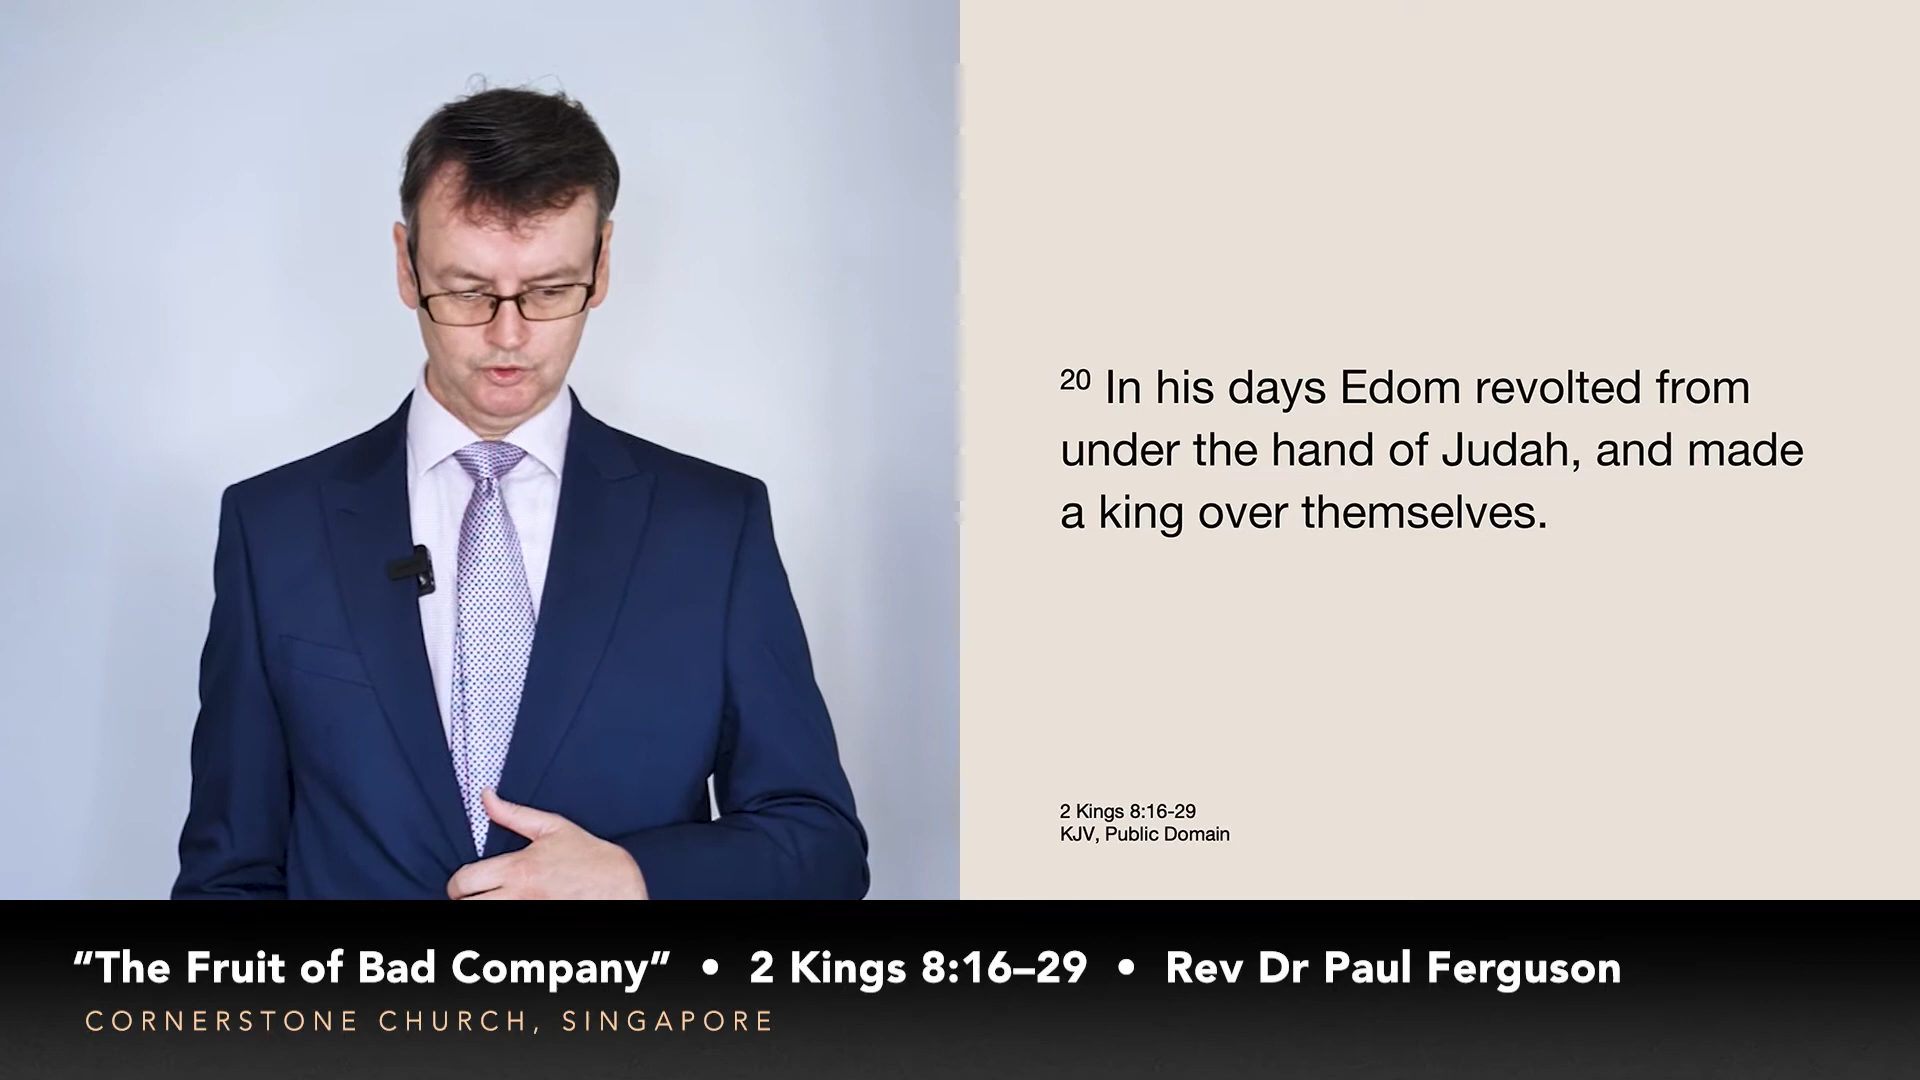 20 In his days Edom revolted from
under the hand of Judah, and made
a king over themselves.
2 Kings 8:16-29
KJV, Public Domain
“The Fruit of Bad Company” • 2 Kings 8:16–29 • Rev Dr Paul Ferguson
CORNERSTONE CHURCH, SINGAPORE